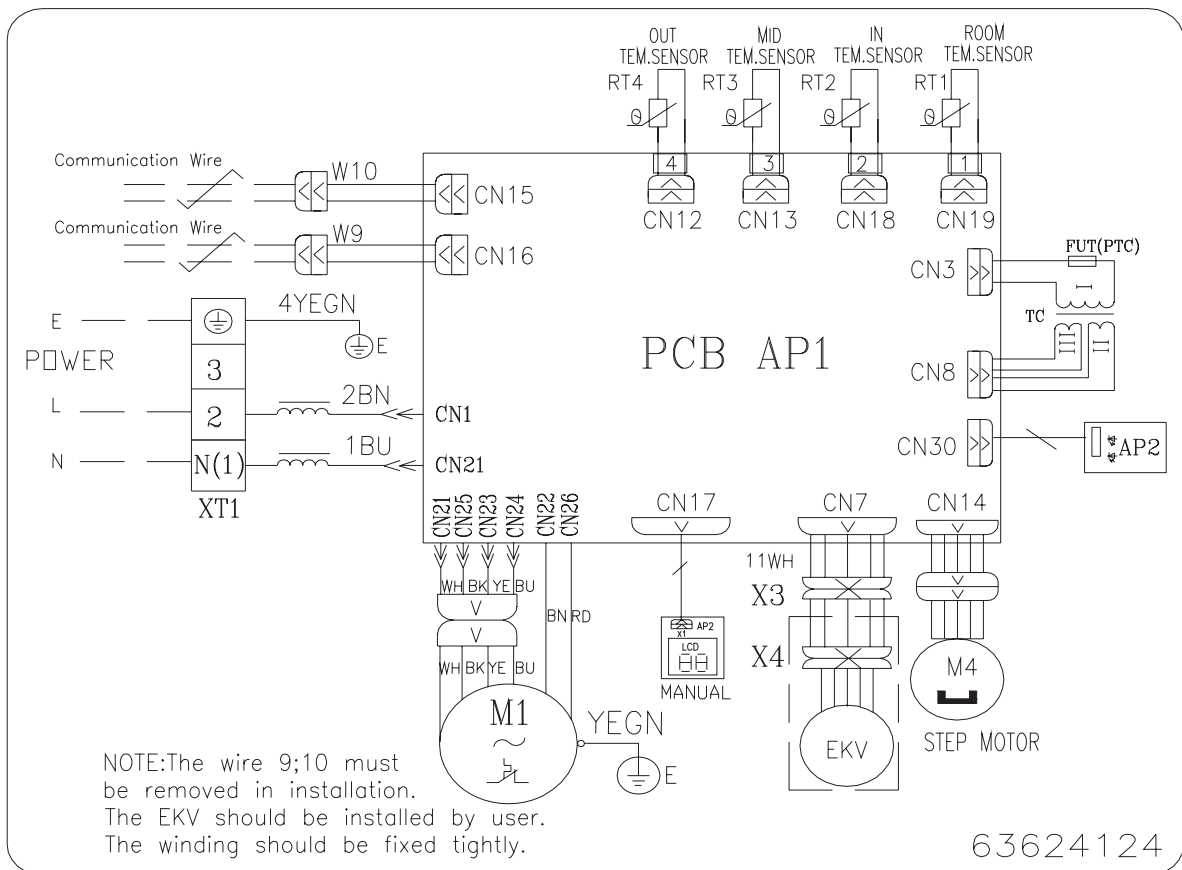 OUT TEM.SENSOR
MID TEM.SENSOR
IN TEM.SENSOR
ROOM TEM.SENSOR
RT4
RT3
RT2
RT1
θ
θ
θ
θ
4
3
2
1
CN12
CN13
CN18
CN19
Communication Wire
W10
CN15
Communication Wire
W9
CN16
CN3
FUT(PTC)
I
TC
III
II
CN8
PCB AP1
4YEGN
E
E
POWER
3
L
2
2BN
CN1
N
N(1)
1BU
CN21
XT1
CN30
AP2
CN21
CN25
CN23
CN24
CN22
CN26
CN17
CN7
CN14
WH
BK
YE
BU
BN
RD
WH
BK
YE
BU
11WH
X3
X4
AP2
X1
LCD
MANUAL
M1
YEGN
E
EKV
M4
STEP MOTOR
NOTE:The wire 9;10 must
be removed in installation.
The EKV should be installed by user.
The winding should be fixed tightly.
63624124